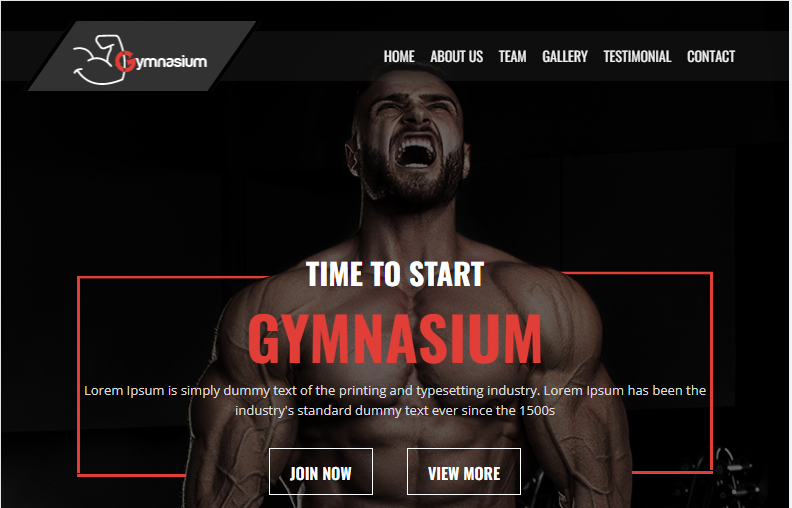 Gymnasium
HOME ABOUT US TEAM GALLERY TESTIMONIAL CONTACT
TIME TO START
GYMNASIUM
Lorem Ipsum is simply dummy text of the printing and typesetting industry. Lorem Ipsum has been the
industry's standard dummy text ever since the 1500s
JOIN NOW VIEW MORE